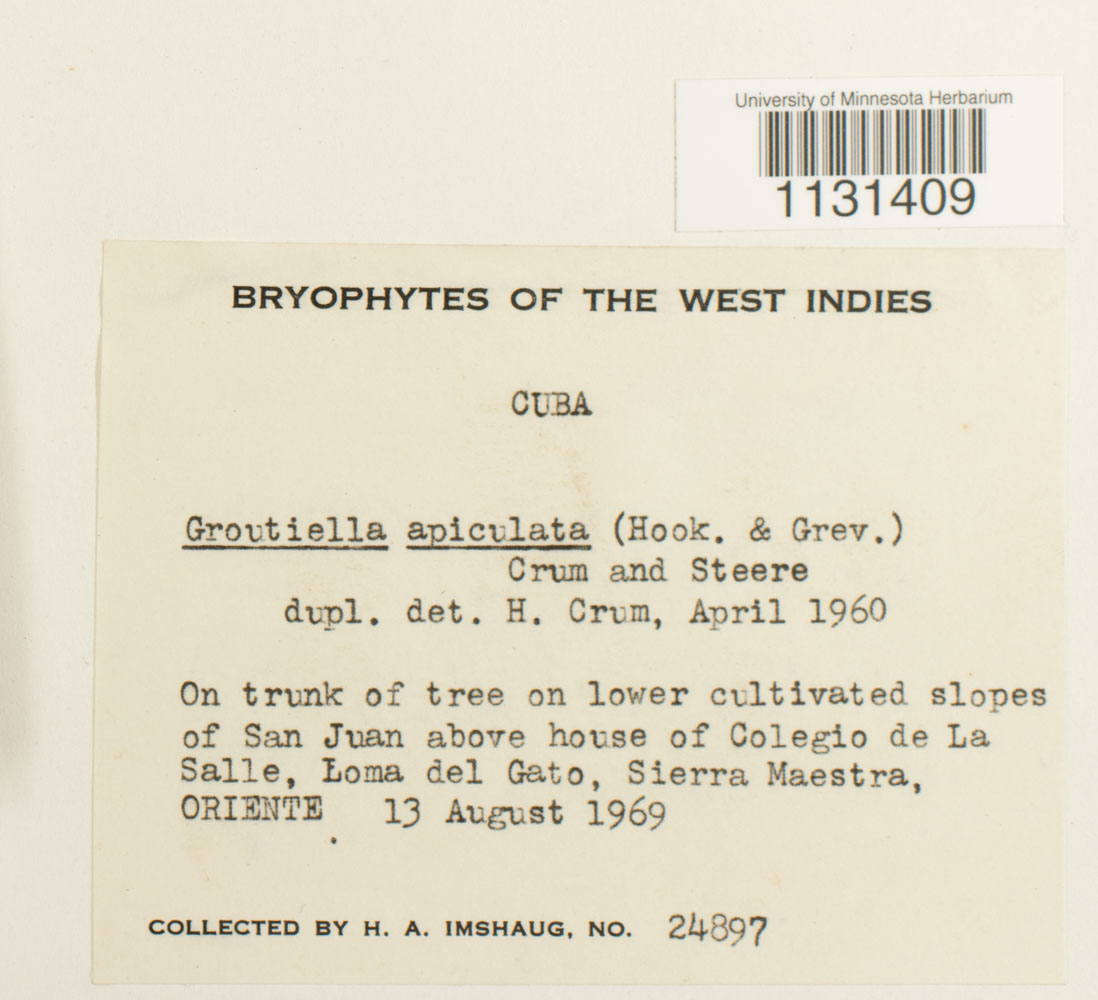 University of Minnesota Herbarium
1131409
BRYOPHYTES OF THE WEST INDIES
CUBA
Groutiella apiculata (Hook. & Grev.)
Crum and Steere
dupl. det. H. Crum, April 1960
On trunk of tree on lower cultivated slopes
of San Juan above house of Colegio de La
Salle, Loma del Gato, Sierra Maestra,
ORIENTE 13 August 1969
COLLECTED BY H. A. IMSHAUG, NO. 24897